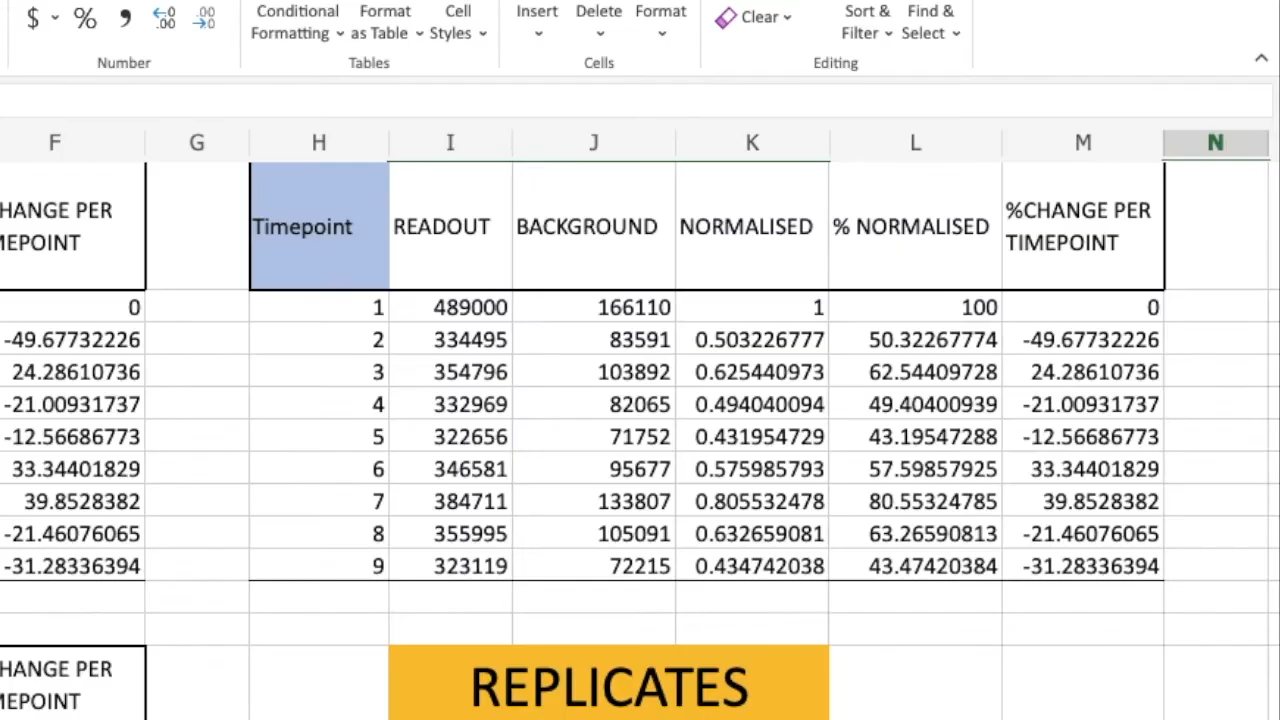 $ % , ←0 .00 .00 →0
Conditional Formatting
Format as Table
Cell Styles
Insert
Delete
Format
Clear
Sort & Filter
Find & Select
Number
Tables
Cells
Editing
F G H I J K L M N
HANGE PER
MEPOINT
Timepoint READOUT BACKGROUND NORMALISED % NORMALISED %CHANGE PER
TIMEPOINT
0 1 489000 166110 1 100 0
-49.67732226 2 334495 83591 0.503226777 50.32267774 -49.67732226
24.28610736 3 354796 103892 0.625440973 62.54409728 24.28610736
-21.00931737 4 332969 82065 0.494040094 49.40400939 -21.00931737
-12.56686773 5 322656 71752 0.431954729 43.19547288 -12.56686773
33.34401829 6 346581 95677 0.575985793 57.59857925 33.34401829
39.8528382 7 384711 133807 0.805532478 80.55324785 39.8528382
-21.46076065 8 355995 105091 0.632659081 63.26590813 -21.46076065
-31.28336394 9 323119 72215 0.434742038 43.47420384 -31.28336394
HANGE PER
MEPOINT
REPLICATES